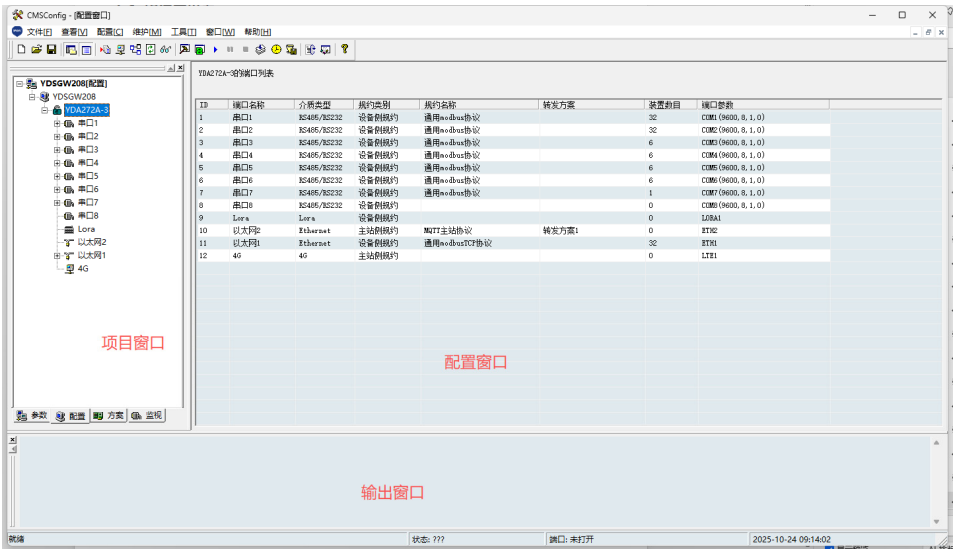 CMSConfig - [配置窗口]
文件[F] 查看[V] 配置[C] 维护[M] 工具[T] 窗口[W] 帮助[H]
YDSGW208[配置]
YDSGW208
YDA272A-3
串口1
串口2
串口3
串口4
串口5
串口6
串口7
串口8
Lora
以太网2
以太网1
4G
项目窗口
参数 配置 方案 监视
YDA272A-3的端口列表
ID 端口名称 介质类型 规约类别 规约名称 转发方案 装置数目 端口参数
1 串口1 RS485/RS232 设备侧规约 通用modbus协议 32 COM1(9600,8,1,0)
2 串口2 RS485/RS232 设备侧规约 通用modbus协议 32 COM2(9600,8,1,0)
3 串口3 RS485/RS232 设备侧规约 通用modbus协议 6 COM3(9600,8,1,0)
4 串口4 RS485/RS232 设备侧规约 通用modbus协议 6 COM4(9600,8,1,0)
5 串口5 RS485/RS232 设备侧规约 通用modbus协议 6 COM5(9600,8,1,0)
6 串口6 RS485/RS232 设备侧规约 通用modbus协议 6 COM6(9600,8,1,0)
7 串口7 RS485/RS232 设备侧规约 通用modbus协议 1 COM7(9600,8,1,0)
8 串口8 RS485/RS232 设备侧规约 0 COM8(9600,8,1,0)
9 Lora Lora 设备侧规约 0 LORA1
10 以太网2 Ethernet 主站侧规约 MQTT主站协议 转发方案1 0 ETH2
11 以太网1 Ethernet 设备侧规约 通用modbusTCP协议 32 ETH1
12 4G 4G 主站侧规约 0 LTE1
配置窗口
输出窗口
就绪 状态: ??? 端口: 未打开 2025-10-24 09:14:02